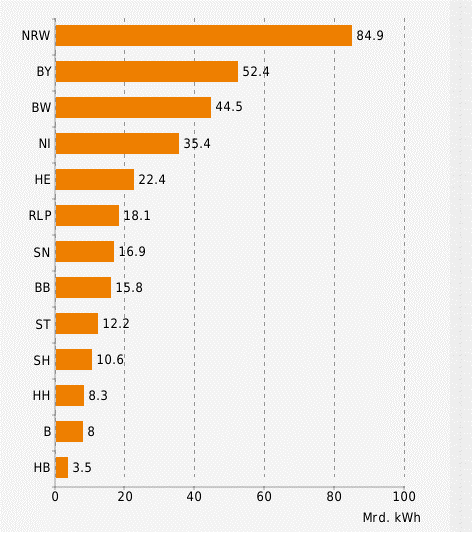 NRW 84.9
BY 52.4
BW 44.5
NI 35.4
HE 22.4
RLP 18.1
SN 16.9
BB 15.8
ST 12.2
SH 10.6
HH 8.3
B 8
HB 3.5
0 20 40 60 80 100
Mrd. kWh